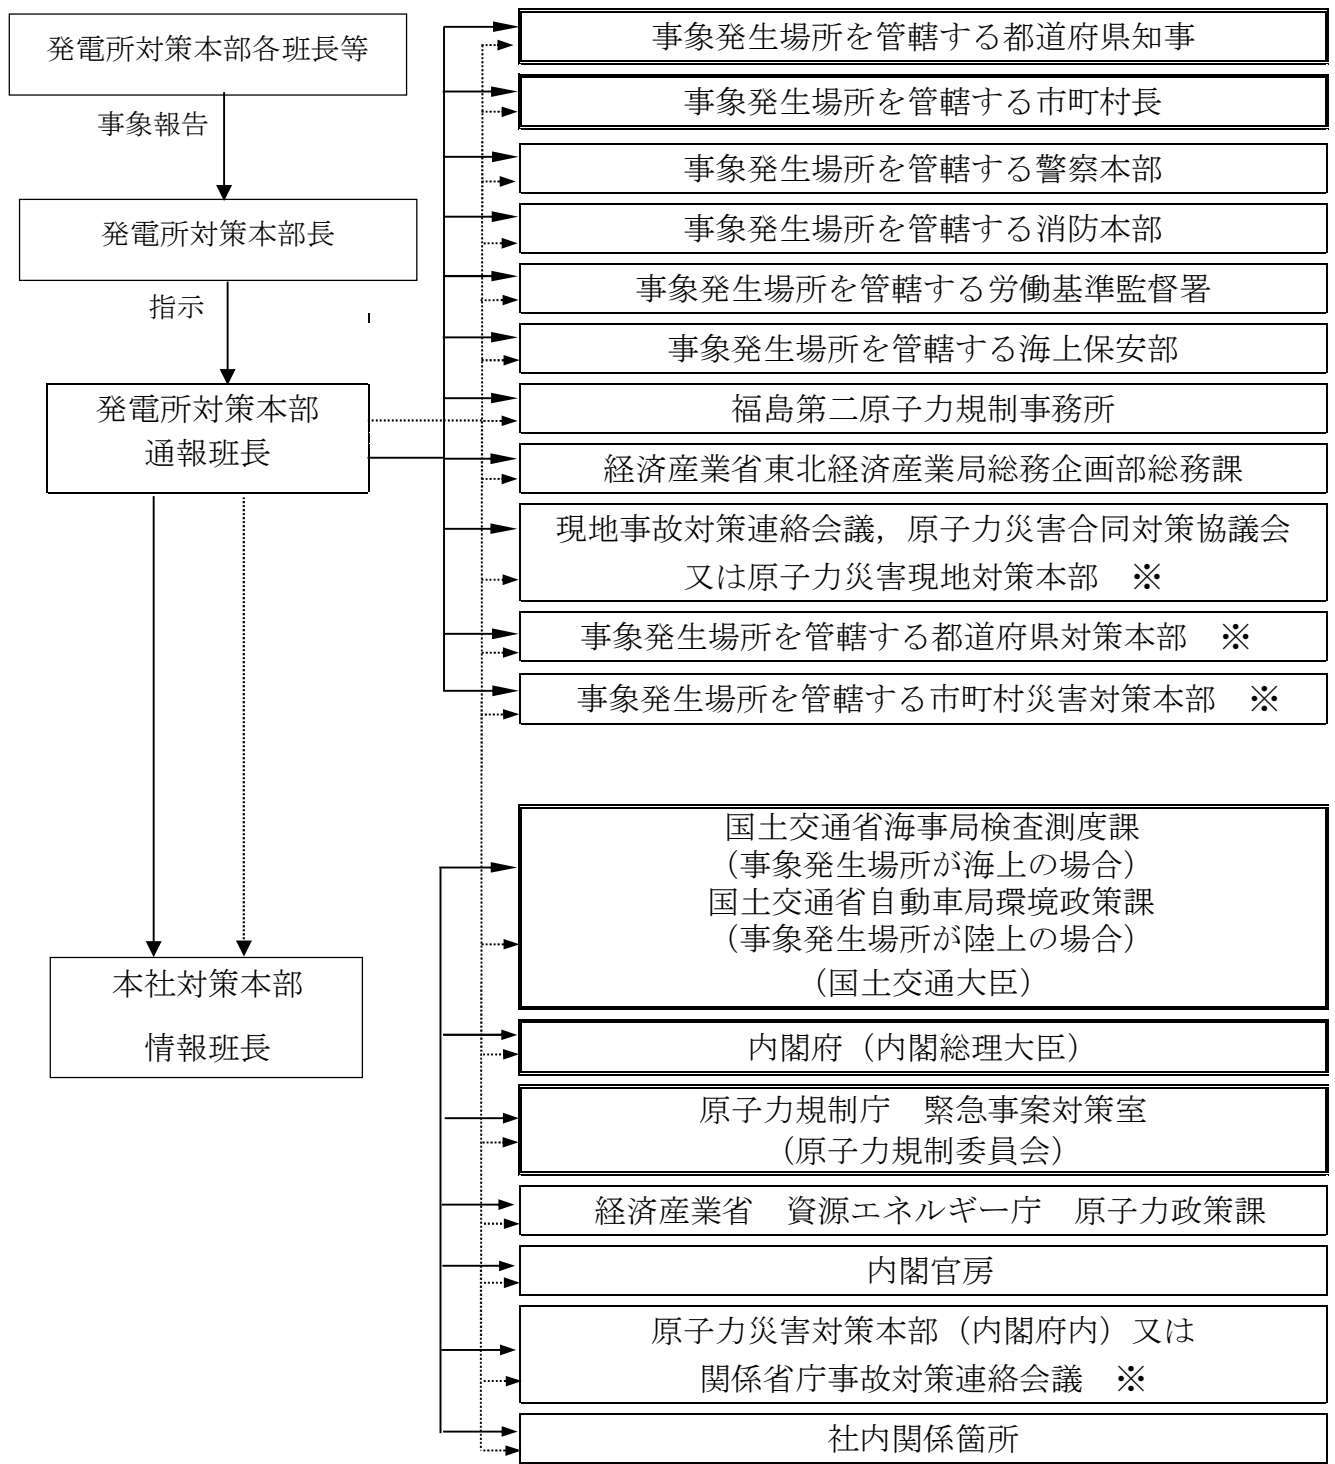 発電所対策本部各班長等
事象報告
発電所対策本部長
指示
発電所対策本部
通報班長
本社対策本部
情報班長
事象発生場所を管轄する都道府県知事
事象発生場所を管轄する市町村長
事象発生場所を管轄する警察本部
事象発生場所を管轄する消防本部
事象発生場所を管轄する労働基準監督署
事象発生場所を管轄する海上保安部
福島第二原子力規制事務所
経済産業省東北経済産業局総務企画部総務課
現地事故対策連絡会議，原子力災害合同対策協議会
又は原子力災害現地対策本部　※
事象発生場所を管轄する都道府県対策本部　※
事象発生場所を管轄する市町村災害対策本部　※
国土交通省海事局検査測度課
（事象発生場所が海上の場合）
国土交通省自動車局環境政策課
（事象発生場所が陸上の場合）
（国土交通大臣）
内閣府（内閣総理大臣）
原子力規制庁　緊急事案対策室
（原子力規制委員会）
経済産業省　資源エネルギー庁　原子力政策課
内閣官房
原子力災害対策本部（内閣府内）又は
関係省庁事故対策連絡会議　※
社内関係箇所